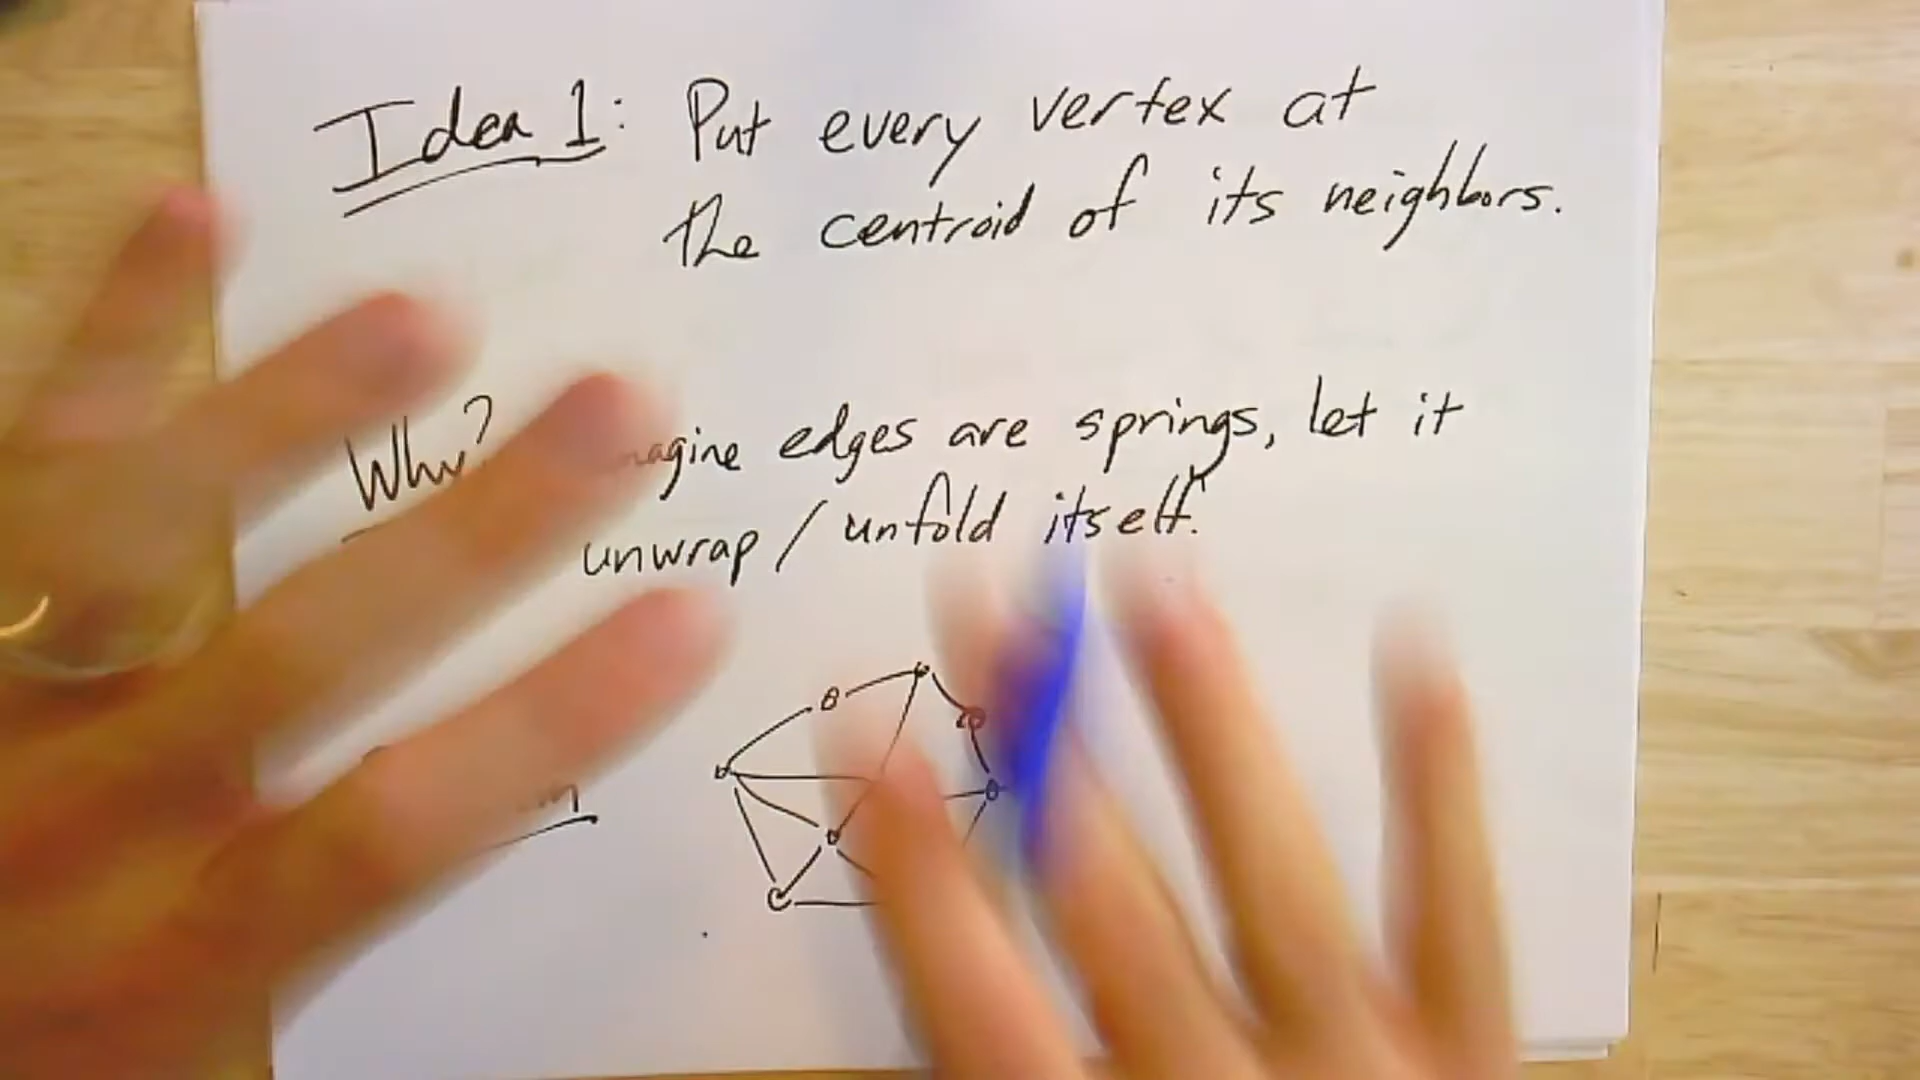 Idea 1: Put every vertex at
the centroid of its neighbors.
Why? edges are springs, let it
unwrap / unfold itself.